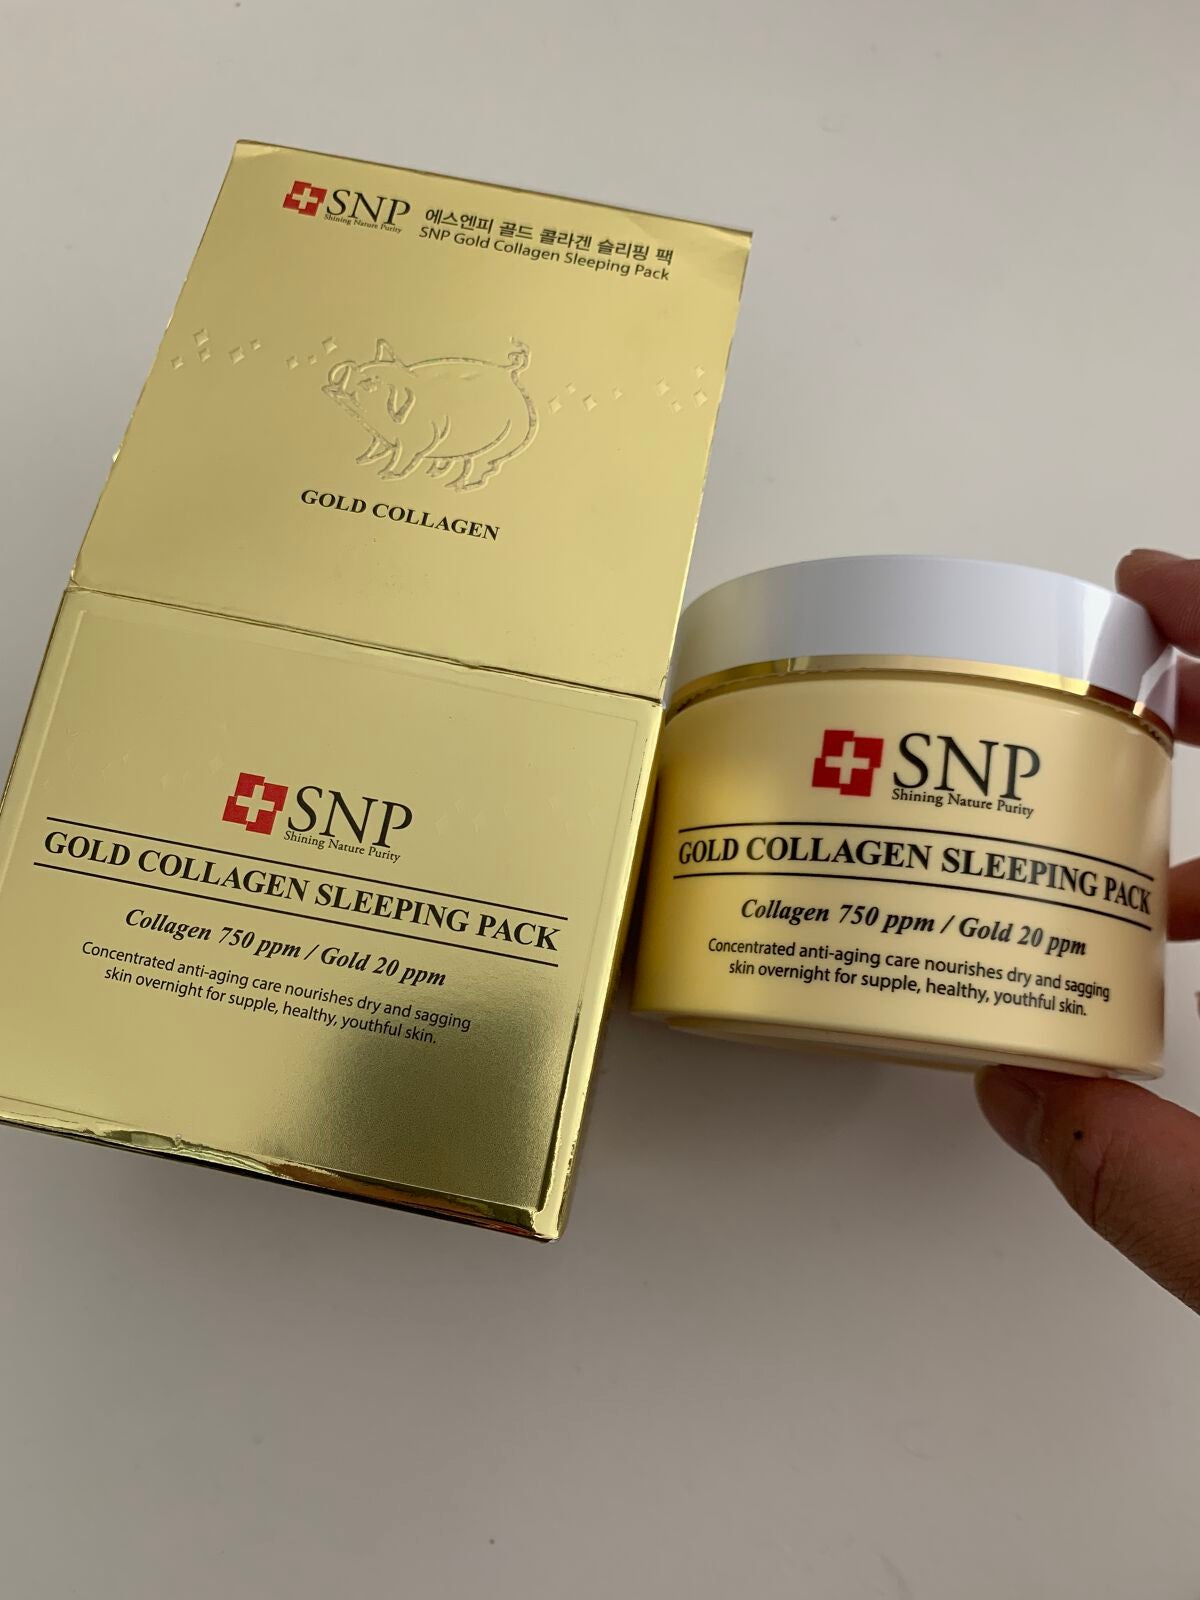 SNP
Shining Nature Purity
에스엔피 골드 콜라겐 슬리핑 팩
SNP Gold Collagen Sleeping Pack
GOLD COLLAGEN
SNP
Shining Nature Purity
GOLD COLLAGEN SLEEPING PACK
Collagen 750 ppm / Gold 20 ppm
Concentrated anti-aging care nourishes dry and sagging
skin overnight for supple, healthy, youthful skin.
SNP
Shining Nature Purity
GOLD COLLAGEN SLEEPING PACK
Collagen 750 ppm / Gold 20 ppm
Concentrated anti-aging care nourishes dry and sagging
skin overnight for supple, healthy, youthful skin.